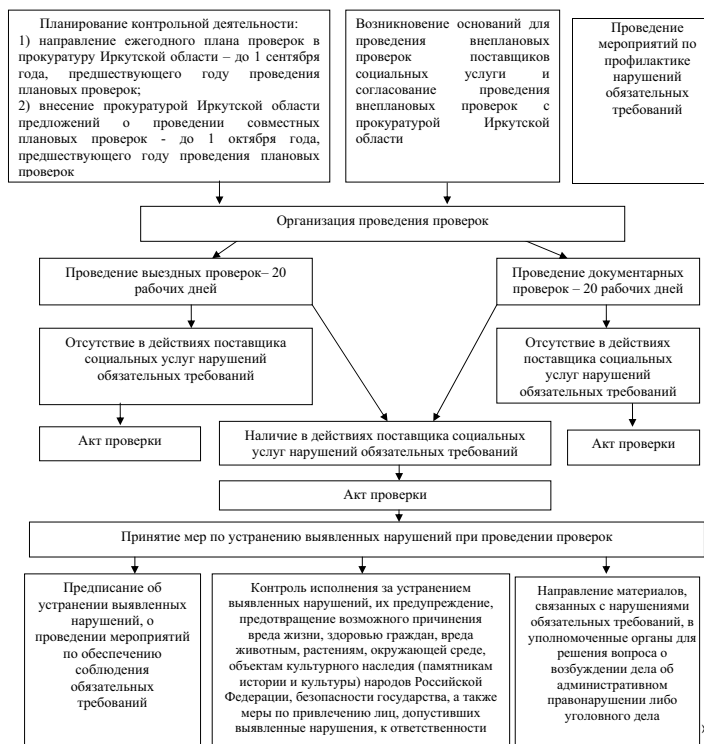 Планирование контрольной деятельности:
1) направление ежегодного плана проверок в
прокуратуру Иркутской области – до 1 сентября
года, предшествующего году проведения
плановых проверок;
2) внесение прокуратурой Иркутской области
предложений о проведении совместных
плановых проверок - до 1 октября года,
предшествующего году проведения плановых
проверок
Возникновение оснований для
проведения внеплановых
проверок поставщиков
социальных услуги и
согласование проведения
внеплановых проверок с
прокуратурой Иркутской
области
Проведение
мероприятий по
профилактике
нарушений
обязательных
требований
Организация проведения проверок
Проведение выездных проверок– 20
рабочих дней
Проведение документарных
проверок – 20 рабочих дней
Отсутствие в действиях поставщика
социальных услуг нарушений
обязательных требований
Отсутствие в действиях
поставщика социальных
услуг нарушений
обязательных требований
Акт проверки
Наличие в действиях поставщика социальных
услуг нарушений обязательных требований
Акт проверки
Акт проверки
Принятие мер по устранению выявленных нарушений при проведении проверок
Предписание об
устранении выявленных
нарушений, о
проведении мероприятий
по обеспечению
соблюдения
обязательных
требований
Контроль исполнения за устранением
выявленных нарушений, их предупреждение,
предотвращение возможного причинения
вреда жизни, здоровью граждан, вреда
животным, растениям, окружающей среде,
объектам культурного наследия (памятникам
истории и культуры) народов Российской
Федерации, безопасности государства, а также
меры по привлечению лиц, допустивших
выявленные нарушения, к ответственности
Направление материалов,
связанных с нарушениями
обязательных требований, в
уполномоченные органы для
решения вопроса о
возбуждении дела об
административном
правонарушении либо
уголовного дела